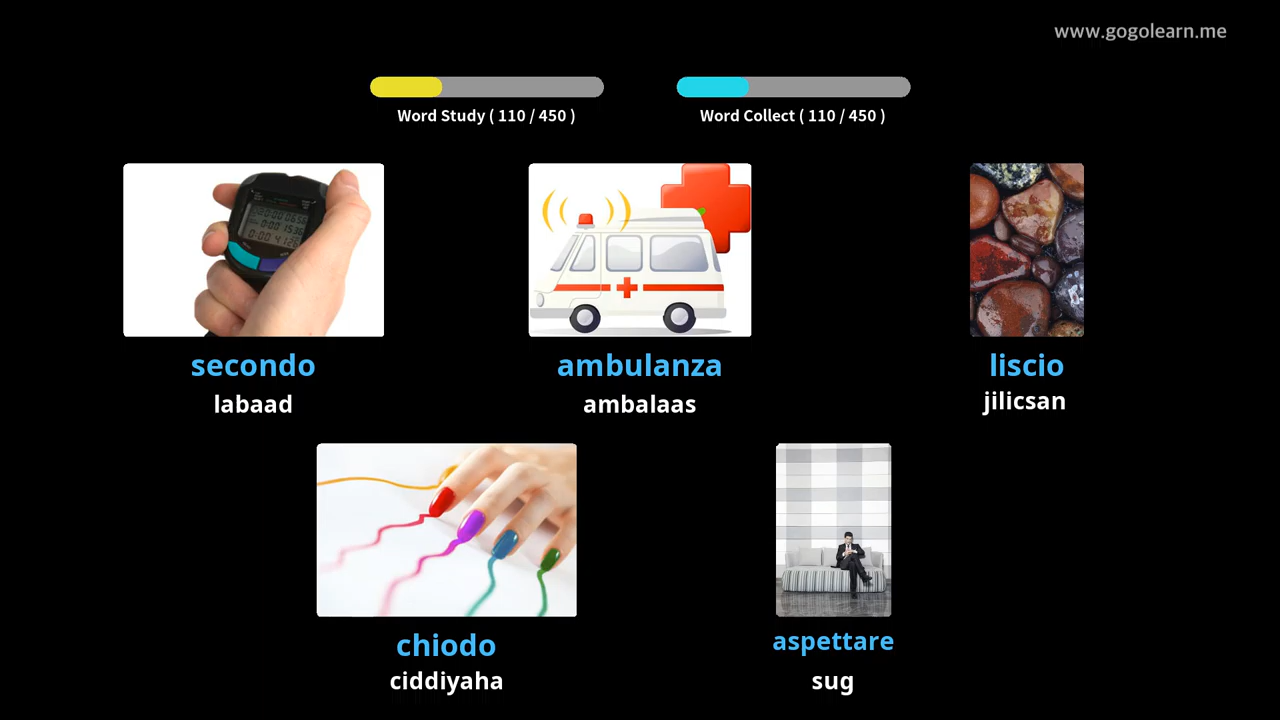 www.gogolearn.me
Word Study ( 110 / 450 )
Word Collect ( 110 / 450 )
secondo
labaad
ambulanza
ambalaas
liscio
jilicsan
chiodo
ciddiyaha
aspettare
sug